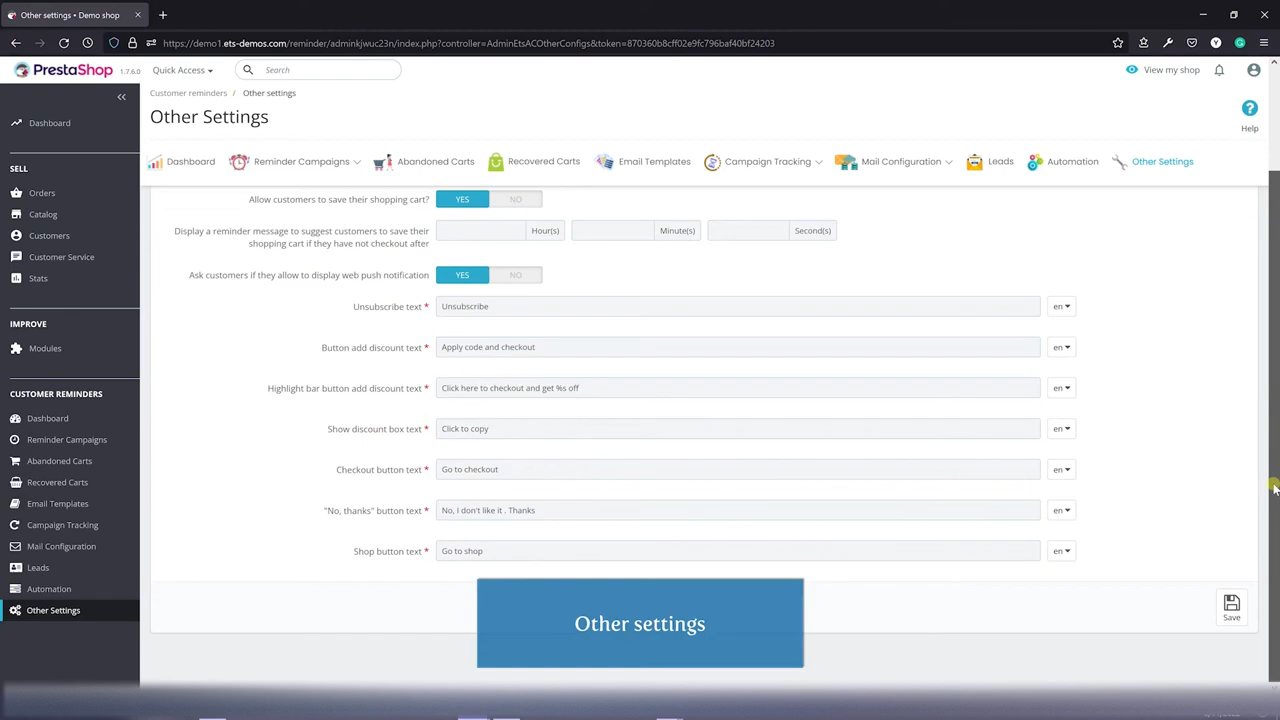 Other settings • Demo shop
https://demo1.ets-demos.com/reminder/adminkjwuc23n/index.php?controller=AdminEtsACOtherConfigs&token=870360b8cff02e9fc796baf40bf24203
PrestaShop 1.7.6.0
Quick Access
Search
View my shop
Customer reminders / Other settings
Other Settings
Help
Dashboard
Reminder Campaigns
Abandoned Carts
Recovered Carts
Email Templates
Campaign Tracking
Mail Configuration
Leads
Automation
Other Settings
Dashboard
SELL
Orders
Catalog
Customers
Customer Service
Stats
IMPROVE
Modules
CUSTOMER REMINDERS
Dashboard
Reminder Campaigns
Abandoned Carts
Recovered Carts
Email Templates
Campaign Tracking
Mail Configuration
Leads
Automation
Other Settings
Allow customers to save their shopping cart? YES NO
Display a reminder message to suggest customers to save their
shopping cart if they have not checkout after
Hour(s) Minute(s) Second(s)
Ask customers if they allow to display web push notification YES NO
Unsubscribe text * Unsubscribe en
Button add discount text * Apply code and checkout en
Highlight bar button add discount text * Click here to checkout and get %s off en
Show discount box text * Click to copy en
Checkout button text * Go to checkout en
"No, thanks" button text * No, I don't like it . Thanks en
Shop button text * Go to shop en
Save
Other settings